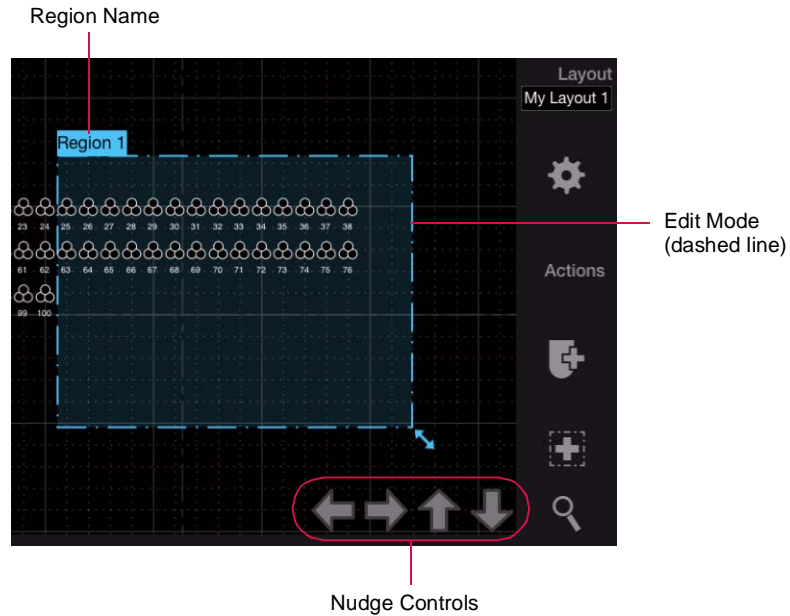 Region Name
Layout
My Layout 1
Region 1
23 24 25 26 27 28 29 30 31 32 33 34 35 36 37 38
Edit Mode
(dashed line)
61 62 63 64 65 66 67 68 69 70 71 72 73 74 75 76
Actions
99 100
Nudge Controls